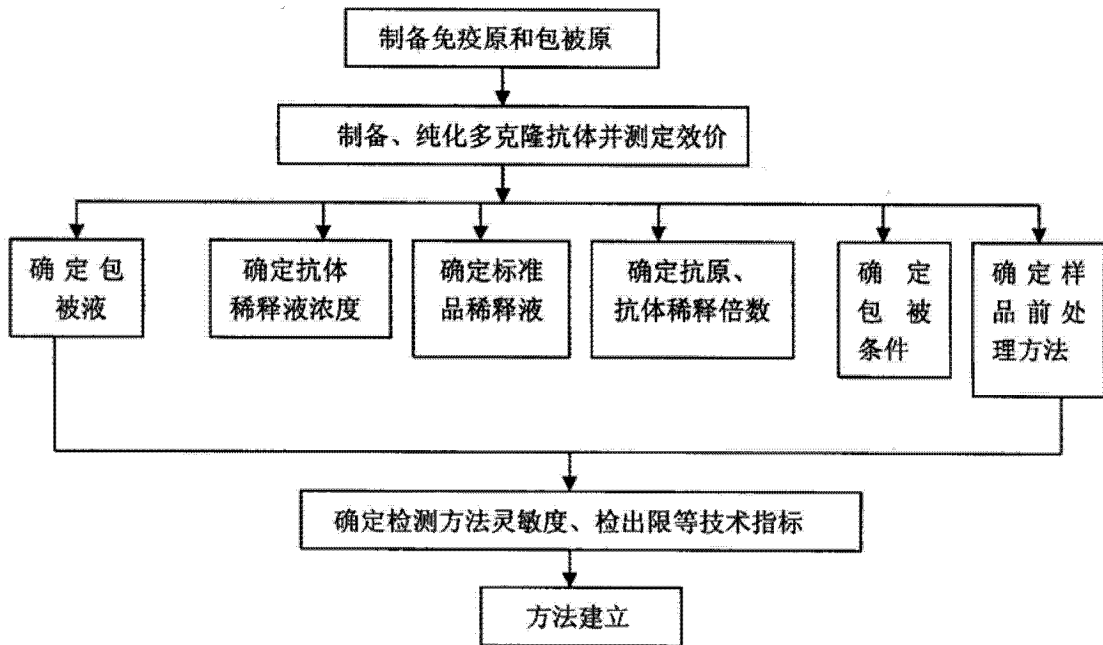 制备免疫原和包被原
制备、纯化多克隆抗体并测定效价
确定包
被液
确定抗体
稀释液浓度
确定标准
品稀释液
确定抗原、
抗体稀释倍数
确定
包被
条件
确定样
品前处
理方法
确定检测方法灵敏度、检出限等技术指标
方法建立